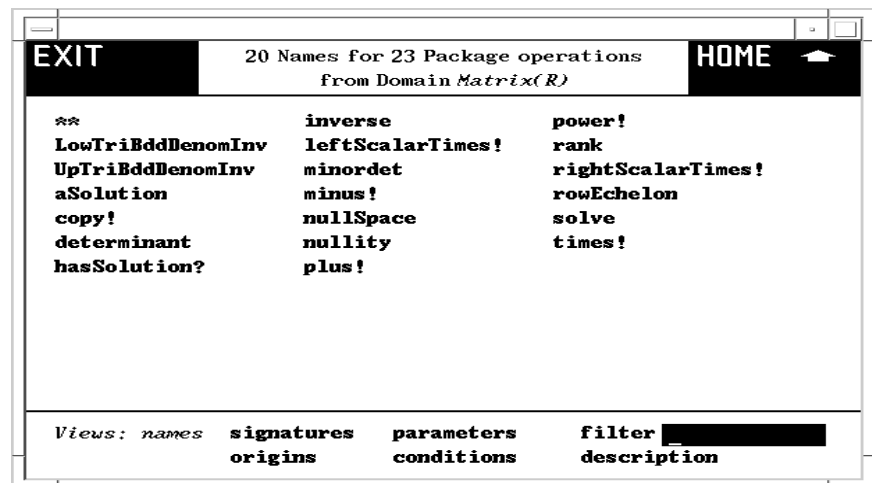 EXIT 20 Names for 23 Package operations HOME
from Domain Matrix(R)
** inverse power!
LowTriBddDenomInv leftScalarTimes! rank
UpTriBddDenomInv minordet rightScalarTimes!
aSolution minus! rowEchelon
copy! nullSpace solve
determinant nullity times!
hasSolution? plus!
Views: names signatures parameters filter _
origins conditions description